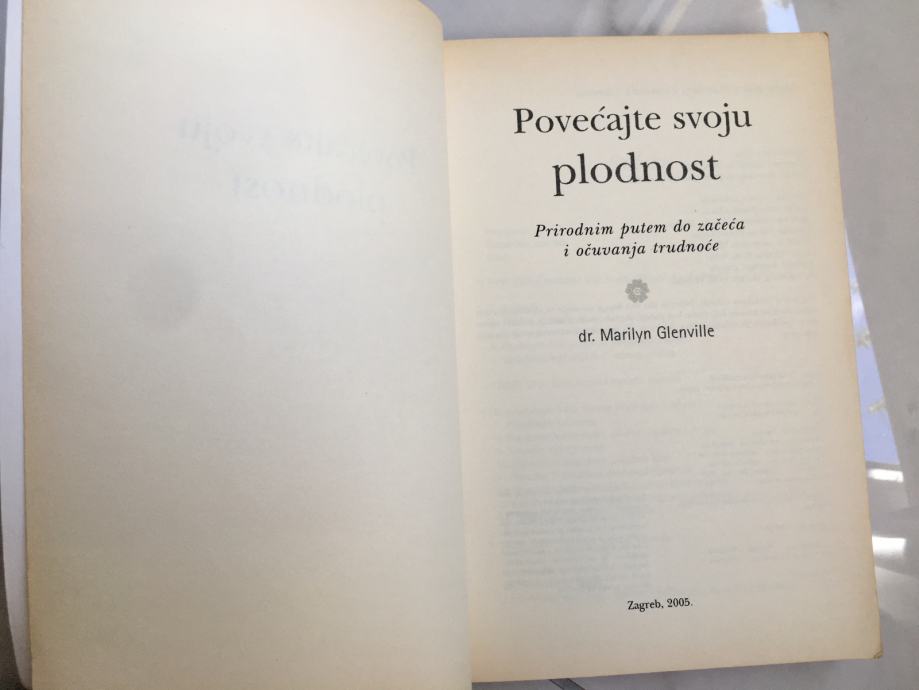 Povećajte svoju
plodnost
Prirodnim putem do začeća
i očuvanja trudnoće
dr. Marilyn Glenville
Zagreb, 2005.